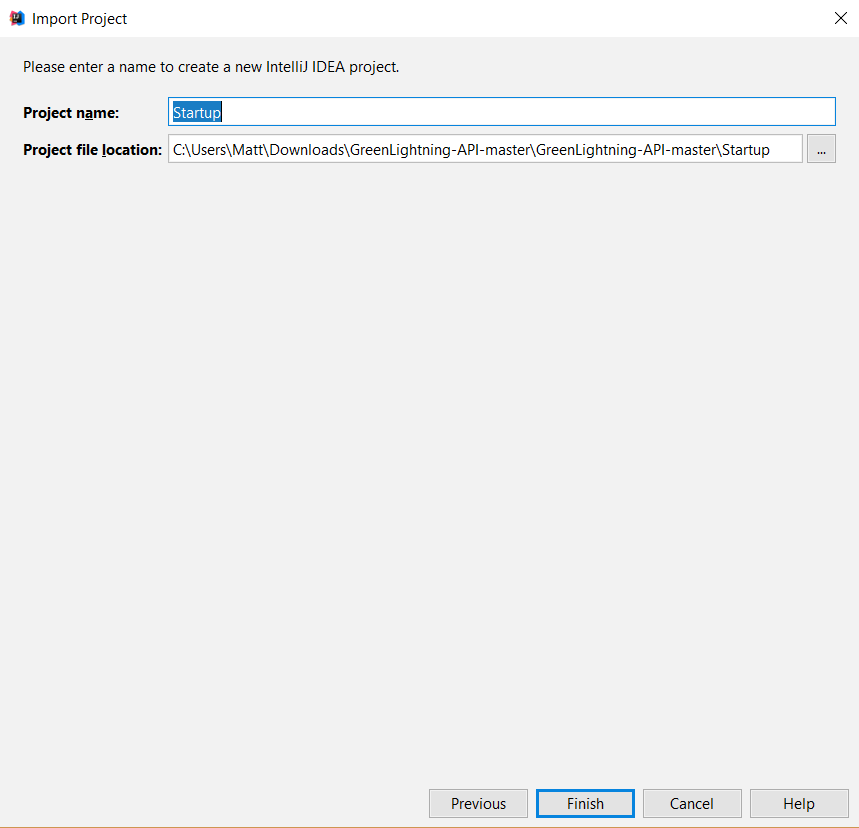 Import Project
Please enter a name to create a new IntelliJ IDEA project.
Project name: Startup
Project file location: C:\Users\Matt\Downloads\GreenLightning-API-master\GreenLightning-API-master\Startup ...
Previous Finish Cancel Help